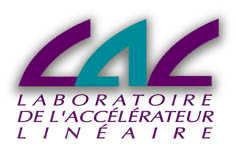 LAL
LABORATOIRE
DE L'ACCÉLÉRATEUR
LINÉAIRE